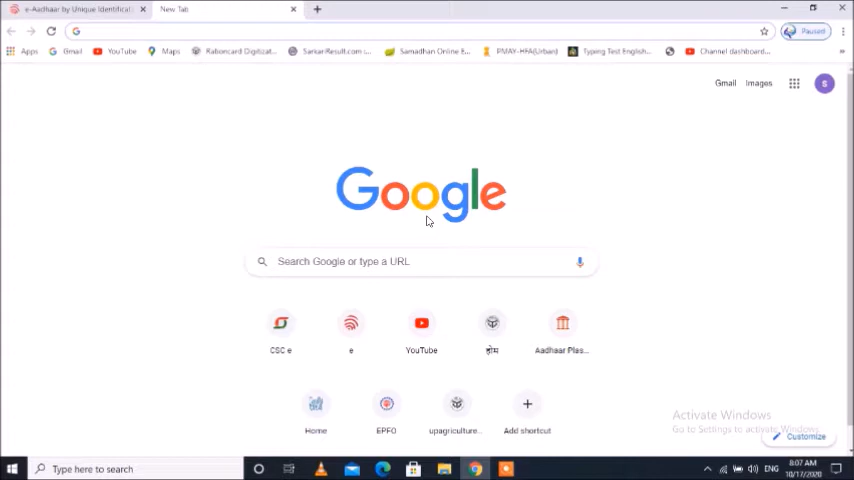 e-Aadhaar by Unique Identificat
New Tab
Paused
Apps
Gmail
YouTube
Maps
Rationcard Digitizat...
SarkariResult.com :...
Samadhan Online E...
PMAY-HFA(Urban)
Typing Test English...
Channel dashboard...
Gmail
Images
S
Google
Search Google or type a URL
CSC e
e
YouTube
होम
Aadhaar Plas...
Home
EPFO
upagriculture...
Add shortcut
Activate Windows
Go to Settings to activate Windows.
Customize
Type here to search
ENG
8:07 AM
10/17/2020